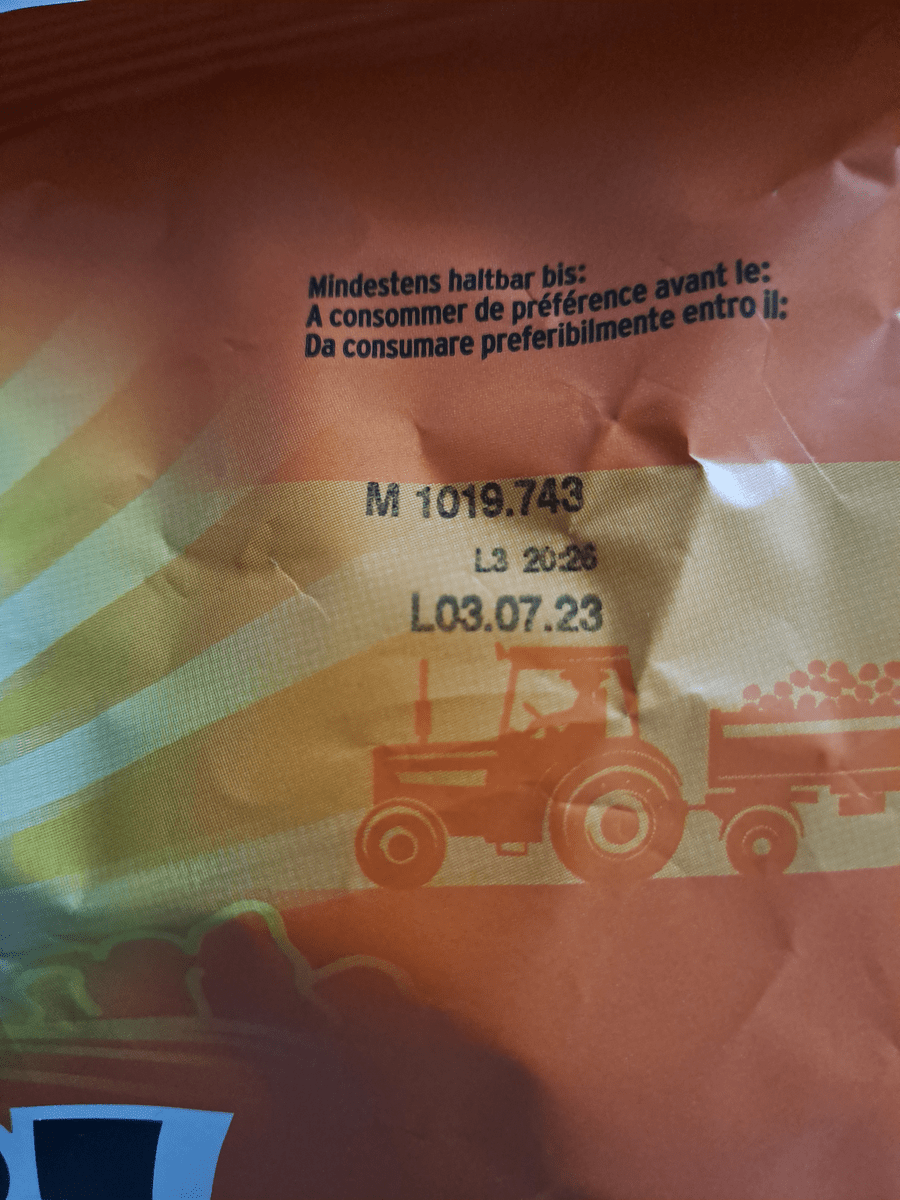 Mindestens haltbar bis:
A consommer de préférence avant le:
Da consumare preferibilmente entro il:
M 1019.743
L3 20:26
L03.07.23